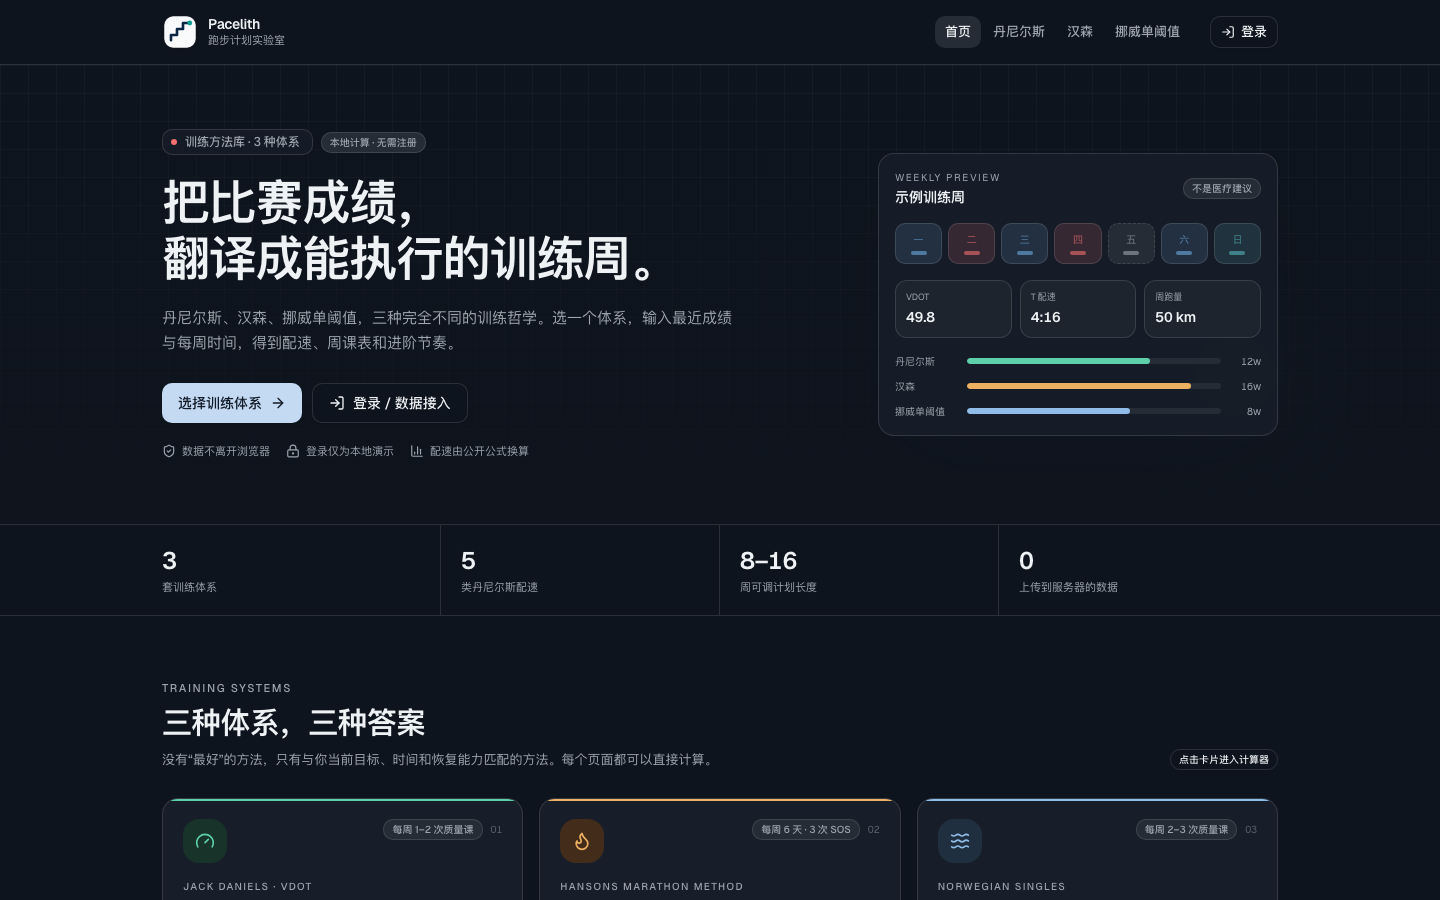 Pacelith
跑步计划实验室
首页
丹尼尔斯
汉森
挪威单阈值
登录
训练方法库 · 3 种体系
本地计算 · 无需注册
把比赛成绩，
翻译成能执行的训练周。
丹尼尔斯、汉森、挪威单阈值，三种完全不同的训练哲学。选一个体系，输入最近成绩
与每周时间，得到配速、周课表和进阶节奏。
选择训练体系
登录 / 数据接入
数据不离开浏览器
登录仅为本地演示
配速由公开公式换算
WEEKLY PREVIEW
示例训练周
不是医疗建议
一
二
三
四
五
六
日
VDOT
49.8
T 配速
4:16
周跑量
50 km
丹尼尔斯
12w
汉森
16w
挪威单阈值
8w
3
套训练体系
5
类丹尼尔斯配速
8–16
周可调计划长度
0
上传到服务器的数据
TRAINING SYSTEMS
三种体系，三种答案
没有“最好”的方法，只有与你当前目标、时间和恢复能力匹配的方法。每个页面都可以直接计算。
点击卡片进入计算器
每周 1–2 次质量课
01
JACK DANIELS · VDOT
每周 6 天 · 3 次 SOS
02
HANSONS MARATHON METHOD
每周 2–3 次质量课
03
NORWEGIAN SINGLES